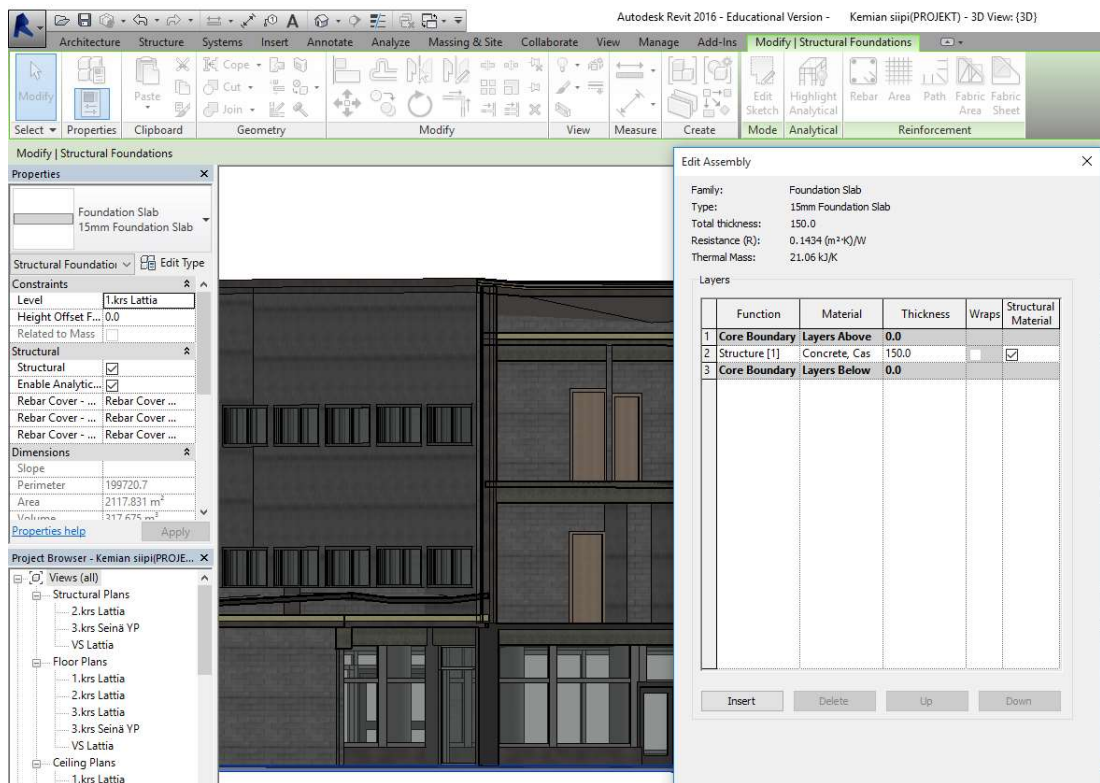 Autodesk Revit 2016 - Educational Version - Kemian siipi(PROJEKT) - 3D View: {3D}
Architecture Structure Systems Insert Annotate Analyze Massing & Site Collaborate View Manage Add-Ins Modify | Structural Foundations
Modify
Properties
Paste
Cope
Cut
Join
Edit Sketch
Highlight Analytical
Rebar Area Path Fabric Area Fabric Sheet
Select Properties Clipboard Geometry Modify View Measure Create Mode Analytical Reinforcement
Modify | Structural Foundations
Properties
Foundation Slab
15mm Foundation Slab
Edit Type
Constraints
Level 1.krs Lattia
Height Offset F... 0.0
Related to Mass
Structural
Structural
Enable Analytic...
Rebar Cover - ... Rebar Cover ...
Rebar Cover - ... Rebar Cover ...
Rebar Cover - ... Rebar Cover ...
Dimensions
Slope
Perimeter 199720.7
Area 2117.831 m²
Volume 317.675 m³
Properties help Apply
Project Browser - Kemian siipi(PROJE...
Views (all)
Structural Plans
2.krs Lattia
3.krs Seinä YP
VS Lattia
Floor Plans
1.krs Lattia
2.krs Lattia
3.krs Lattia
3.krs Seinä YP
VS Lattia
Ceiling Plans
1.krs Lattia
Edit Assembly
Family: Foundation Slab
Type: 15mm Foundation Slab
Total thickness: 150.0
Resistance (R): 0.1434 (m²·K)/W
Thermal Mass: 21.06 kJ/K
Layers
Function Material Thickness Wraps Structural Material
1 Core Boundary Layers Above 0.0
2 Structure [1] Concrete, Cas 150.0
3 Core Boundary Layers Below 0.0
Insert Delete Up Down